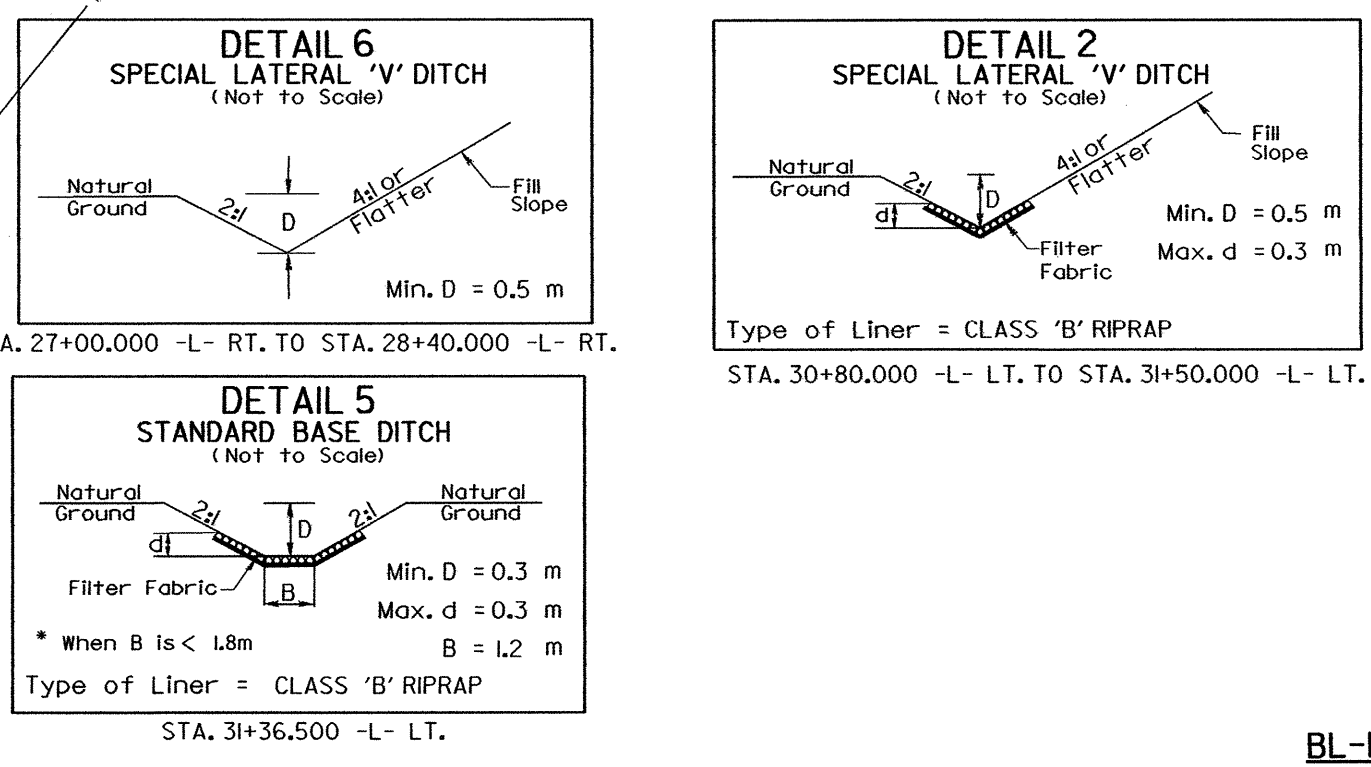 DETAIL 6
SPECIAL LATERAL 'V' DITCH
(Not to Scale)
Natural
Ground
2:1
D
4:1 or
Flatter
Fill
Slope
Min. D = 0.5 m
A. 27+00.000 -L- RT. TO STA. 28+40.000 -L- RT.
DETAIL 2
SPECIAL LATERAL 'V' DITCH
(Not to Scale)
Natural
Ground
2:1
d
D
4:1 or
Flatter
Fill
Slope
Filter
Fabric
Min. D = 0.5 m
Max. d = 0.3 m
Type of Liner = CLASS 'B' RIPRAP
STA. 30+80.000 -L- LT. TO STA. 31+50.000 -L- LT.
DETAIL 5
STANDARD BASE DITCH
(Not to Scale)
Natural
Ground
2:1
D
2:1
Natural
Ground
d
Filter Fabric
B
Min. D = 0.3 m
Max. d = 0.3 m
* When B is < 1.8m
B = 1.2 m
Type of Liner = CLASS 'B' RIPRAP
STA. 31+36.500 -L- LT.
BL-